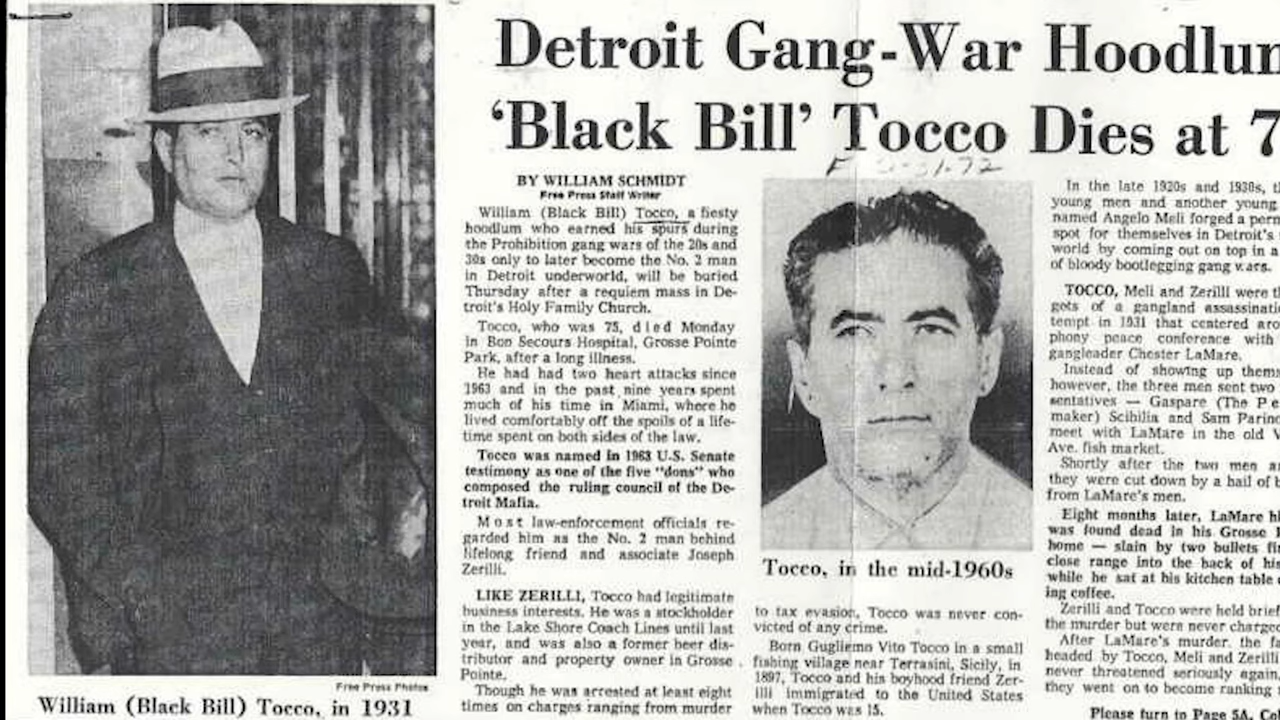 Detroit Gang-War
'Black Bill' Tocco Dies at
BY WILLIAM SCHMIDT
Free Press Staff Writer
William (Black Bill) Tocco, a fiesty
hoodlum who earned his spurs during
the Prohibition gang wars of the 20s and
30s only to later become the No. 2 man
in Detroit underworld, will be buried
Thursday after a requiem mass in De-
troit's Holy Family Church.
Tocco, who was 75, died Monday
in Bon Secours Hospital, Grosse Pointe
Park, after a long illness.
He had had two heart attacks since
1963 and in the past nine years spent
much of his time in Miami, where he
lived comfortably off the spoils of a life-
time spent on both sides of the law.
Tocco was named in 1963 U.S. Senate
testimony as one of the five "dons" who
composed the ruling council of the De-
troit Mafia.
Most law-enforcement officials re-
garded him as the No. 2 man behind
lifelong friend and associate Joseph
Zerilli.
LIKE ZERILLI, Tocco had legitimate
business interests. He was a stockholder
in the Lake Shore Coach Lines until last
year, and was also a former beer dis-
tributor and property owner in Grosse
Pointe.
Though he was arrested at least eight
times on charges ranging from murder
Tocco, in the mid-1960s
to tax evasion, Tocco was never con-
victed of any crime.
Born Gugliemo Vito Tocco in a small
fishing village near Terrasini, Sicily, in
1897, Tocco and his boyhood friend Zer-
illi immigrated to the United States
when Tocco was 15.
In the late 1920s and 1930s,
young men and another young
named Angelo Meli forged a
spot for themselves in Detroit's
world by coming out on top in a
of bloody bootlegging gang wars.
TOCCO, Meli and Zerilli were
gets of a gangland
tempt in 1931 that centered
phony peace conference with
gangleader Chester LaMare.
Instead of showing up
however, the three men sent two
sentatives — Gaspare (The
maker) Scibilia and Sam
meet with LaMare in the old
Ave. fish market.
Shortly after the two men
they were cut down by a hail of
from LaMare's men.
Eight months later, LaMare
was found dead in his Grosse
home — slain by two bullets
close range into the back of his
while he sat at his kitchen table
ing coffee.
Zerilli and Tocco were held
the murder but were never
After LaMare's murder, the
headed by Tocco, Meli and Zerilli
never threatened seriously again,
they went on to become ranking
Please turn to Page 5A,
Free Press Photos
William (Black Bill) Tocco, in 1931